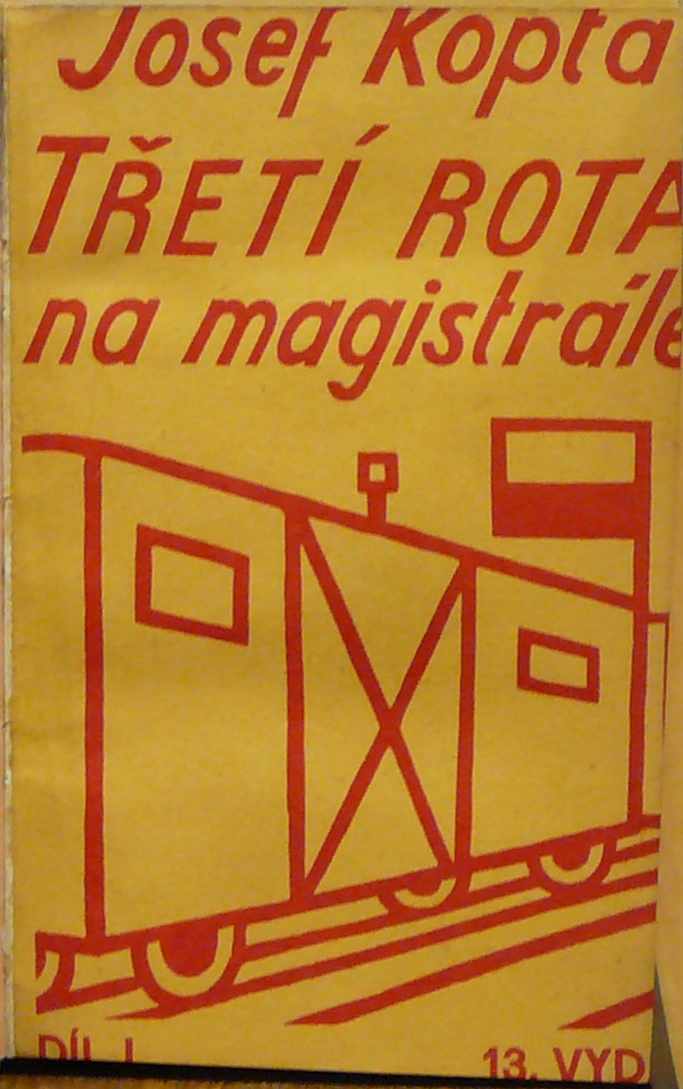 Josef Kopta
TŘETÍ ROTA
na magistrále
DÍL I.
13. VYD.